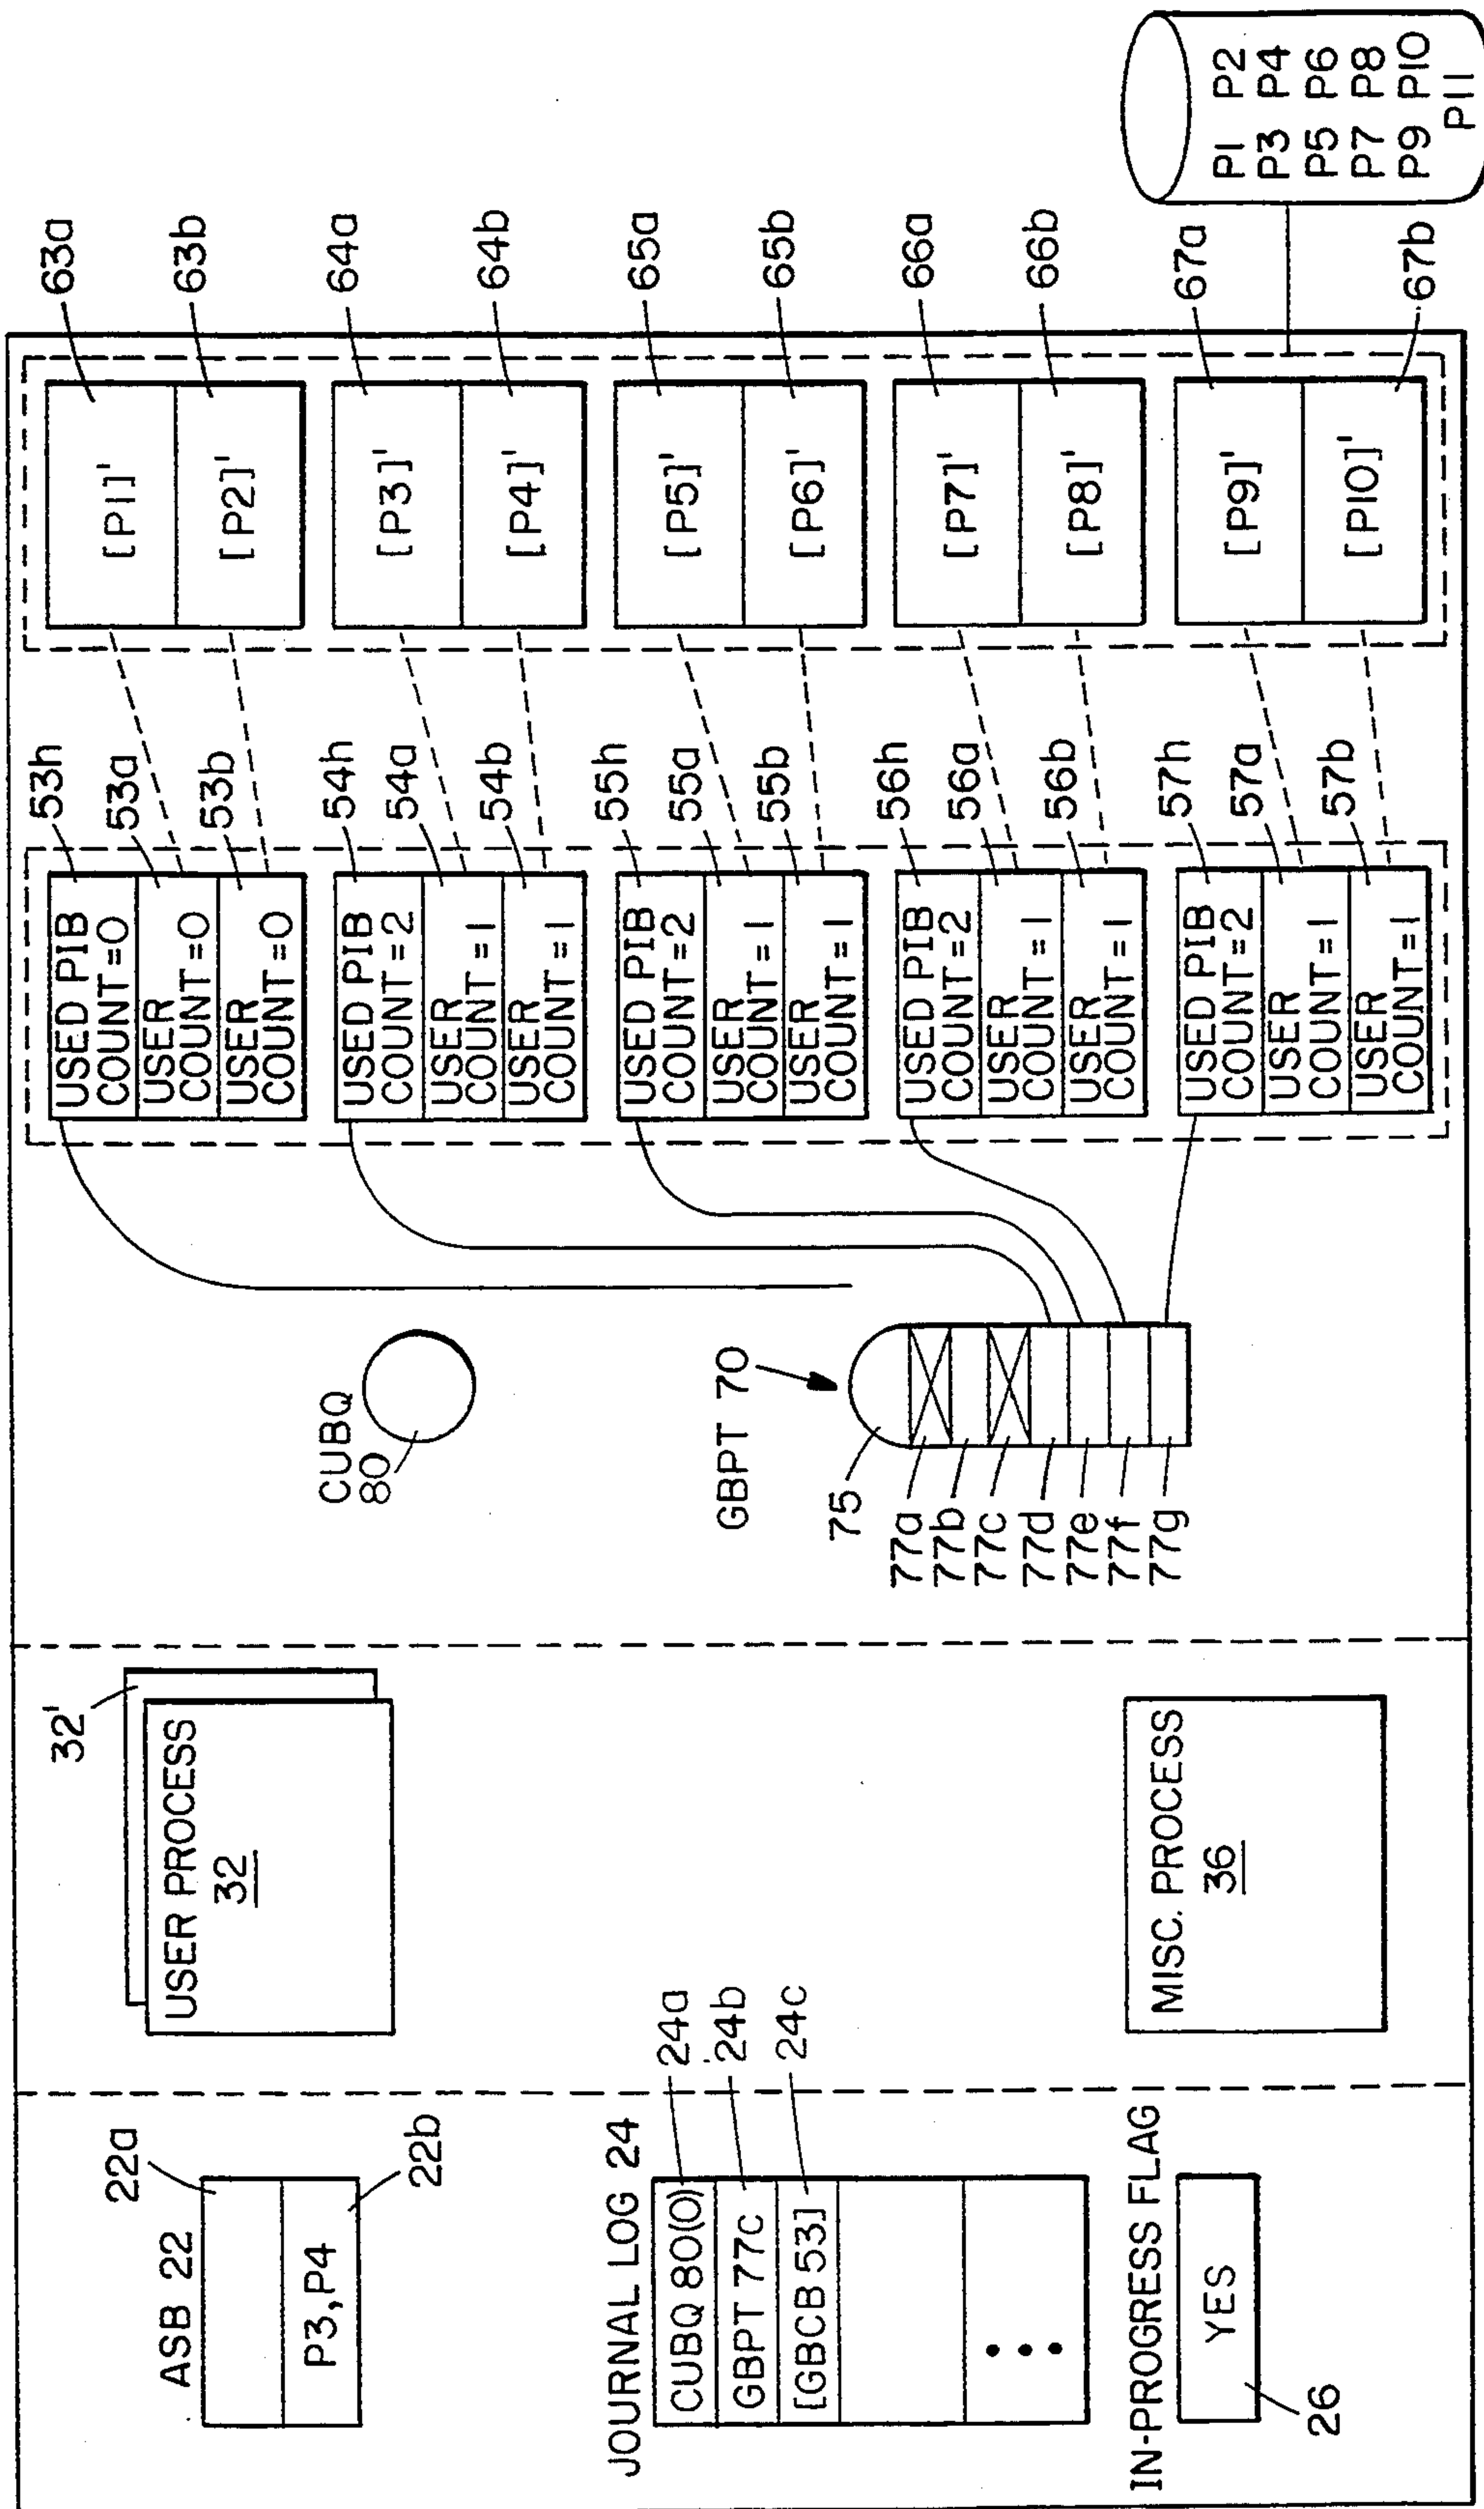 ASB 22
22a
P3,P4
22b
JOURNAL LOG 24
CUBQ 80(0)
24a
GBPT 77c
24b
[GBCB 53]
24c
IN-PROGRESS FLAG
YES
26
32'
USER PROCESS
32
MISC. PROCESS
36
CUBQ
80
GBPT 70
75
77a
77b
77c
77d
77e
77f
77g
USED PIB
COUNT=0
53h
USER
COUNT=0
53a
USER
COUNT=0
53b
USED PIB
COUNT=2
54h
USER
COUNT=1
54a
USER
COUNT=1
54b
USED PIB
COUNT=2
55h
USER
COUNT=1
55a
USER
COUNT=1
55b
USED PIB
COUNT=2
56h
USER
COUNT=1
56a
USER
COUNT=1
56b
USED PIB
COUNT=2
57h
USER
COUNT=1
57a
USER
COUNT=1
57b
[P1]'
63a
[P2]'
63b
[P3]'
64a
[P4]'
64b
[P5]'
65a
[P6]'
65b
[P7]'
66a
[P8]'
66b
[P9]'
67a
[P10]'
67b
P1 P2
P3 P4
P5 P6
P7 P8
P9 P10
P11